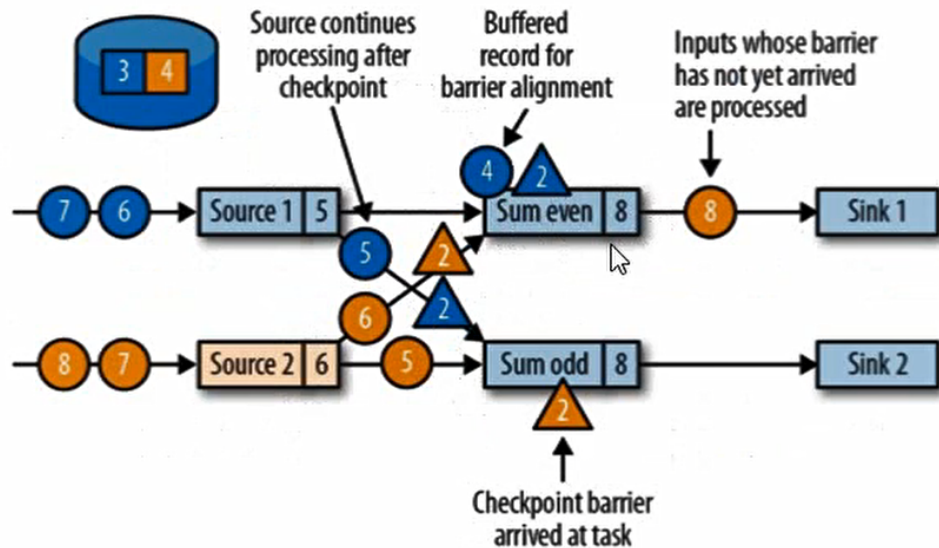 Source continues
processing after
checkpoint
Buffered
record for
barrier alignment
Inputs whose barrier
has not yet arrived
are processed
3 4
4 2
7 6 Source 1 5 Sum even 8 8 Sink 1
5 2
6 2
8 7 Source 2 6 5 Sum odd 8 Sink 2
2
Checkpoint barrier
arrived at task